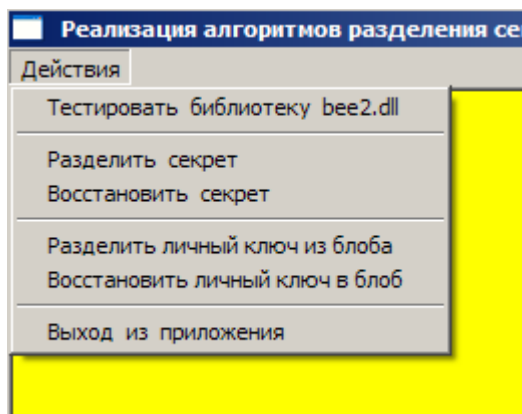 Реализация алгоритмов разделения се
Действия
Тестировать библиотеку bee2.dll
Разделить секрет
Восстановить секрет
Разделить личный ключ из блоба
Восстановить личный ключ в блоб
Выход из приложения